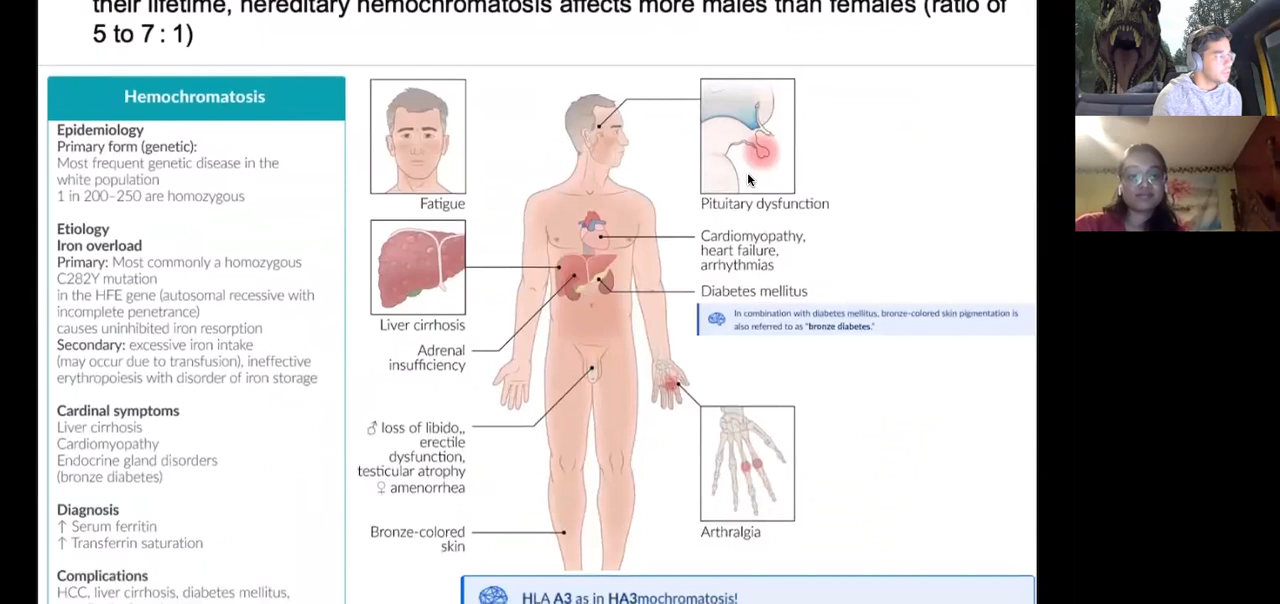 their lifetime, hereditary hemochromatosis affects more males than females (ratio of
5 to 7 : 1)
Hemochromatosis
Epidemiology
Primary form (genetic):
Most frequent genetic disease in the
white population
1 in 200–250 are homozygous
Etiology
Iron overload
Primary: Most commonly a homozygous
C282Y mutation
in the HFE gene (autosomal recessive with
incomplete penetrance)
causes uninhibited iron resorption
Secondary: excessive iron intake
(may occur due to transfusion), ineffective
erythropoiesis with disorder of iron storage
Cardinal symptoms
Liver cirrhosis
Cardiomyopathy
Endocrine gland disorders
(bronze diabetes)
Diagnosis
↑ Serum ferritin
↑ Transferrin saturation
Complications
HCC, liver cirrhosis, diabetes mellitus,
Fatigue
Liver cirrhosis
Adrenal
insufficiency
♂ loss of libido,,
erectile
dysfunction,
testicular atrophy
♀ amenorrhea
Bronze-colored
skin
Pituitary dysfunction
Cardiomyopathy,
heart failure,
arrhythmias
Diabetes mellitus
In combination with diabetes mellitus, bronze-colored skin pigmentation is
also referred to as "bronze diabetes."
Arthralgia
HLA A3 as in HA3mochromatosis!